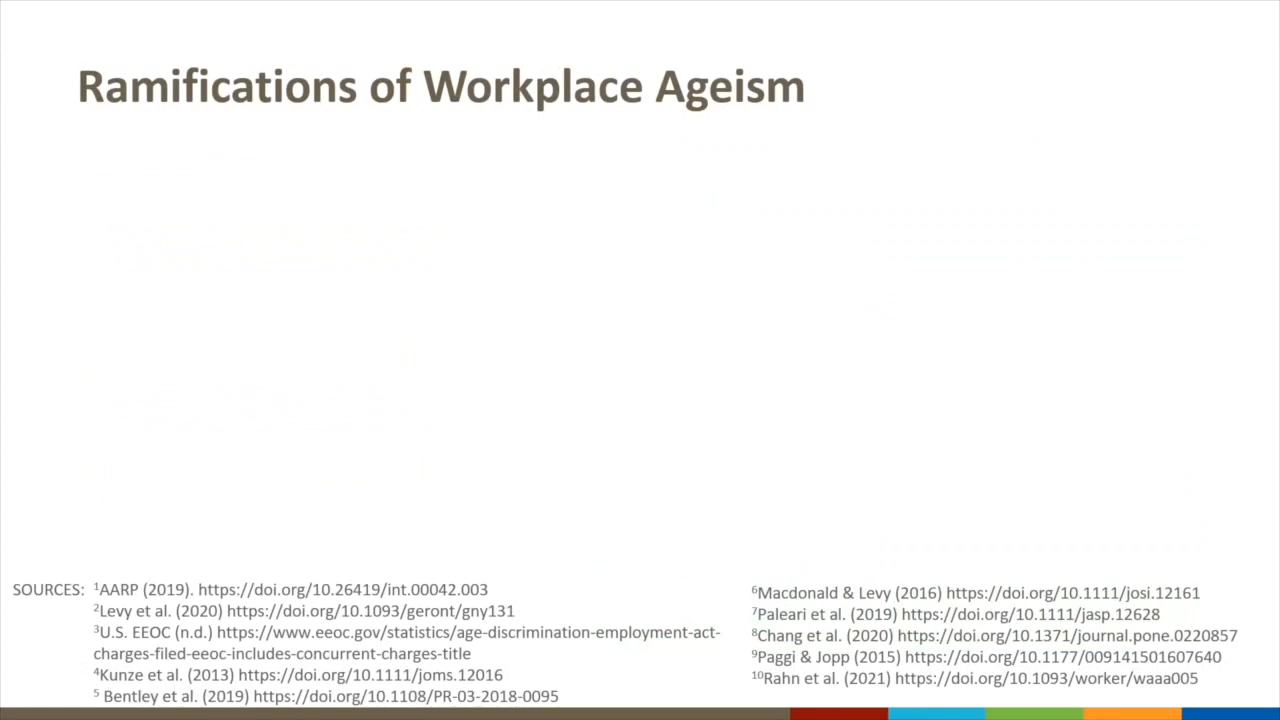 Ramifications of Workplace Ageism
SOURCES: ¹AARP (2019). https://doi.org/10.26419/int.00042.003
²Levy et al. (2020) https://doi.org/10.1093/geront/gny131
³U.S. EEOC (n.d.) https://www.eeoc.gov/statistics/age-discrimination-employment-act-
charges-filed-eeoc-includes-concurrent-charges-title
⁴Kunze et al. (2013) https://doi.org/10.1111/joms.12016
⁵ Bentley et al. (2019) https://doi.org/10.1108/PR-03-2018-0095
⁶Macdonald & Levy (2016) https://doi.org/10.1111/josi.12161
⁷Paleari et al. (2019) https://doi.org/10.1111/jasp.12628
⁸Chang et al. (2020) https://doi.org/10.1371/journal.pone.0220857
⁹Paggi & Jopp (2015) https://doi.org/10.1177/009141501607640
¹⁰Rahn et al. (2021) https://doi.org/10.1093/worker/waaa005